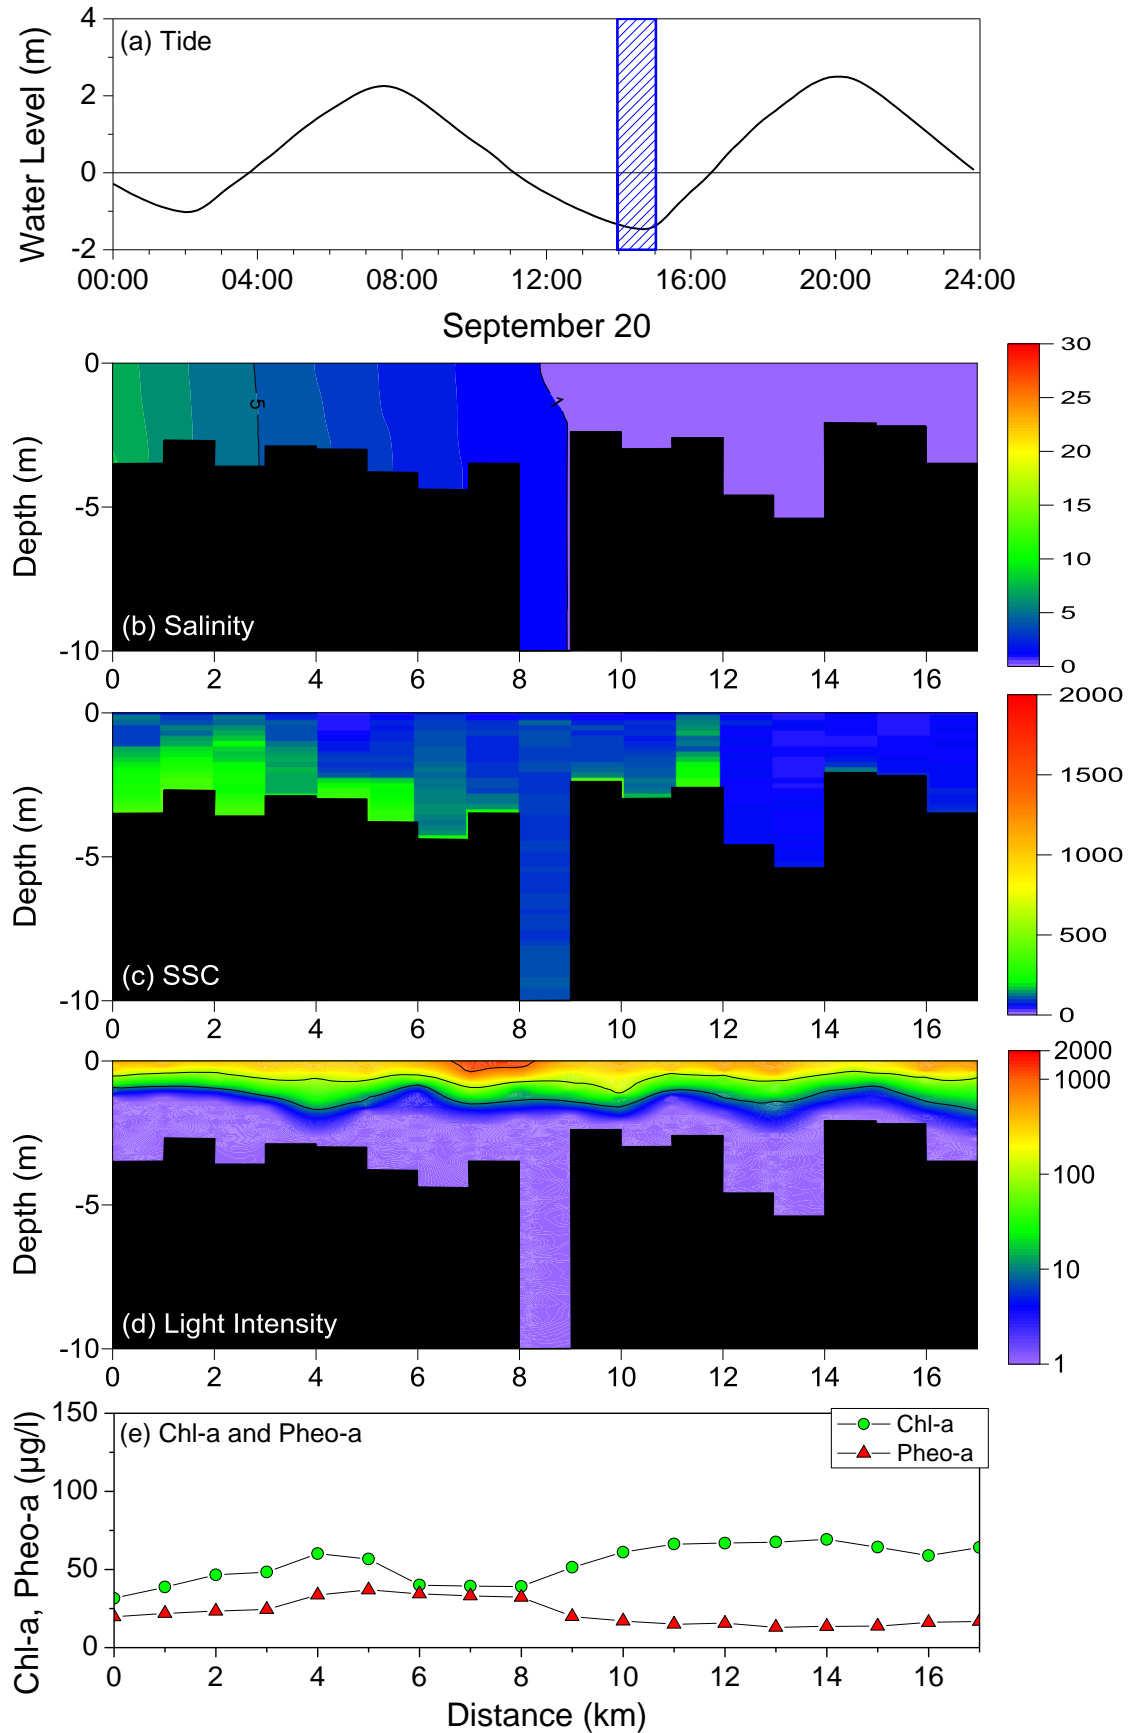 (a) Tide
Water Level (m)
4
2
0
-2
00:00 04:00 08:00 12:00 16:00 20:00 24:00
September 20
Depth (m)
0
-5
-10
5
1
(b) Salinity
0 2 4 6 8 10 12 14 16
30
25
20
15
10
5
0
Depth (m)
0
-5
-10
(c) SSC
0 2 4 6 8 10 12 14 16
2000
1500
1000
500
0
Depth (m)
0
-5
-10
(d) Light Intensity
0 2 4 6 8 10 12 14 16
2000
1000
100
10
1
Chl-a, Pheo-a (µg/l)
150
100
50
0
(e) Chl-a and Pheo-a
Chl-a
Pheo-a
0 2 4 6 8 10 12 14 16
Distance (km)